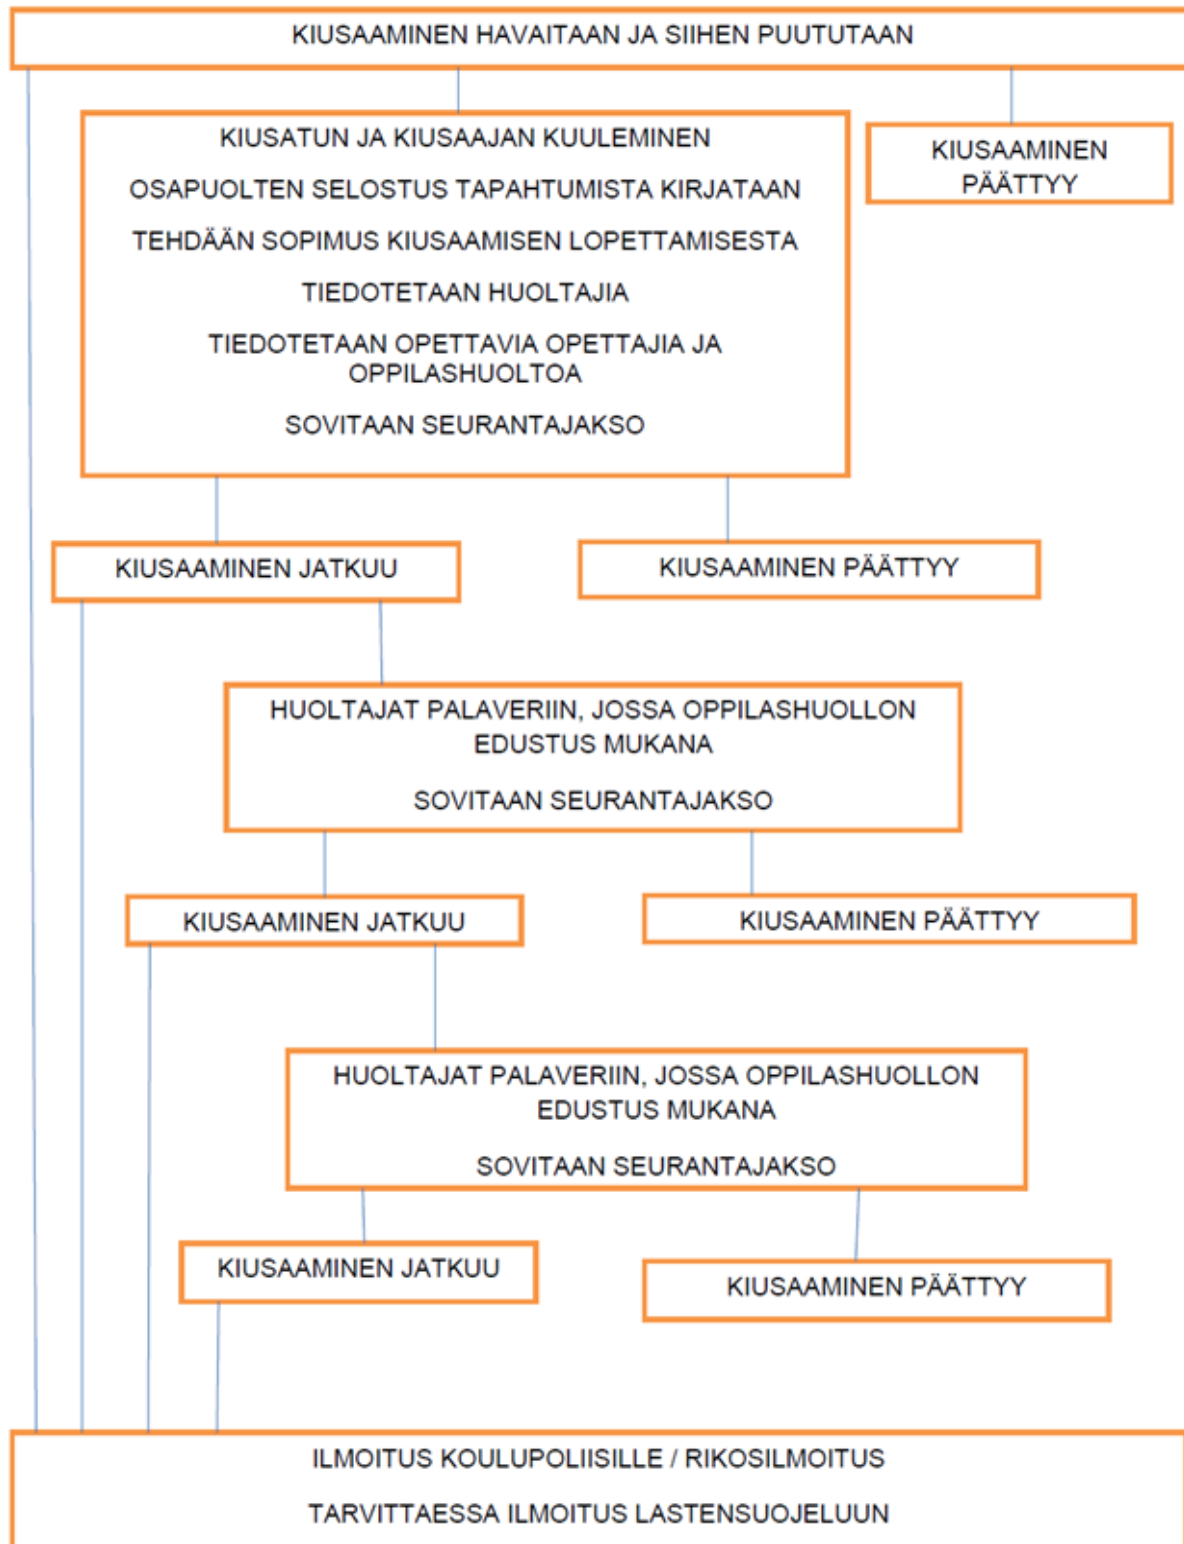 KIUSAAMINEN HAVAITAAN JA SIIHEN PUUTUTAAN
KIUSATUN JA KIUSAAJAN KUULEMINEN
OSAPUOLTEN SELOSTUS TAPAHTUMISTA KIRJATAAN
TEHDÄÄN SOPIMUS KIUSAAMISEN LOPETTAMISESTA
TIEDOTETAAN HUOLTAJIA
TIEDOTETAAN OPETTAVIA OPETTAJIA JA
OPPILASHUOLTOA
SOVITAAN SEURANTAJAKSO
KIUSAAMINEN
PÄÄTTYY
KIUSAAMINEN JATKUU
KIUSAAMINEN PÄÄTTYY
HUOLTAJAT PALAVERIIN, JOSSA OPPILASHUOLLON
EDUSTUS MUKANA
SOVITAAN SEURANTAJAKSO
KIUSAAMINEN JATKUU
KIUSAAMINEN PÄÄTTYY
HUOLTAJAT PALAVERIIN, JOSSA OPPILASHUOLLON
EDUSTUS MUKANA
SOVITAAN SEURANTAJAKSO
KIUSAAMINEN JATKUU
KIUSAAMINEN PÄÄTTYY
ILMOITUS KOULUPOLIISILLE / RIKOSILMOITUS
TARVITTAESSA ILMOITUS LASTENSUOJELUUN